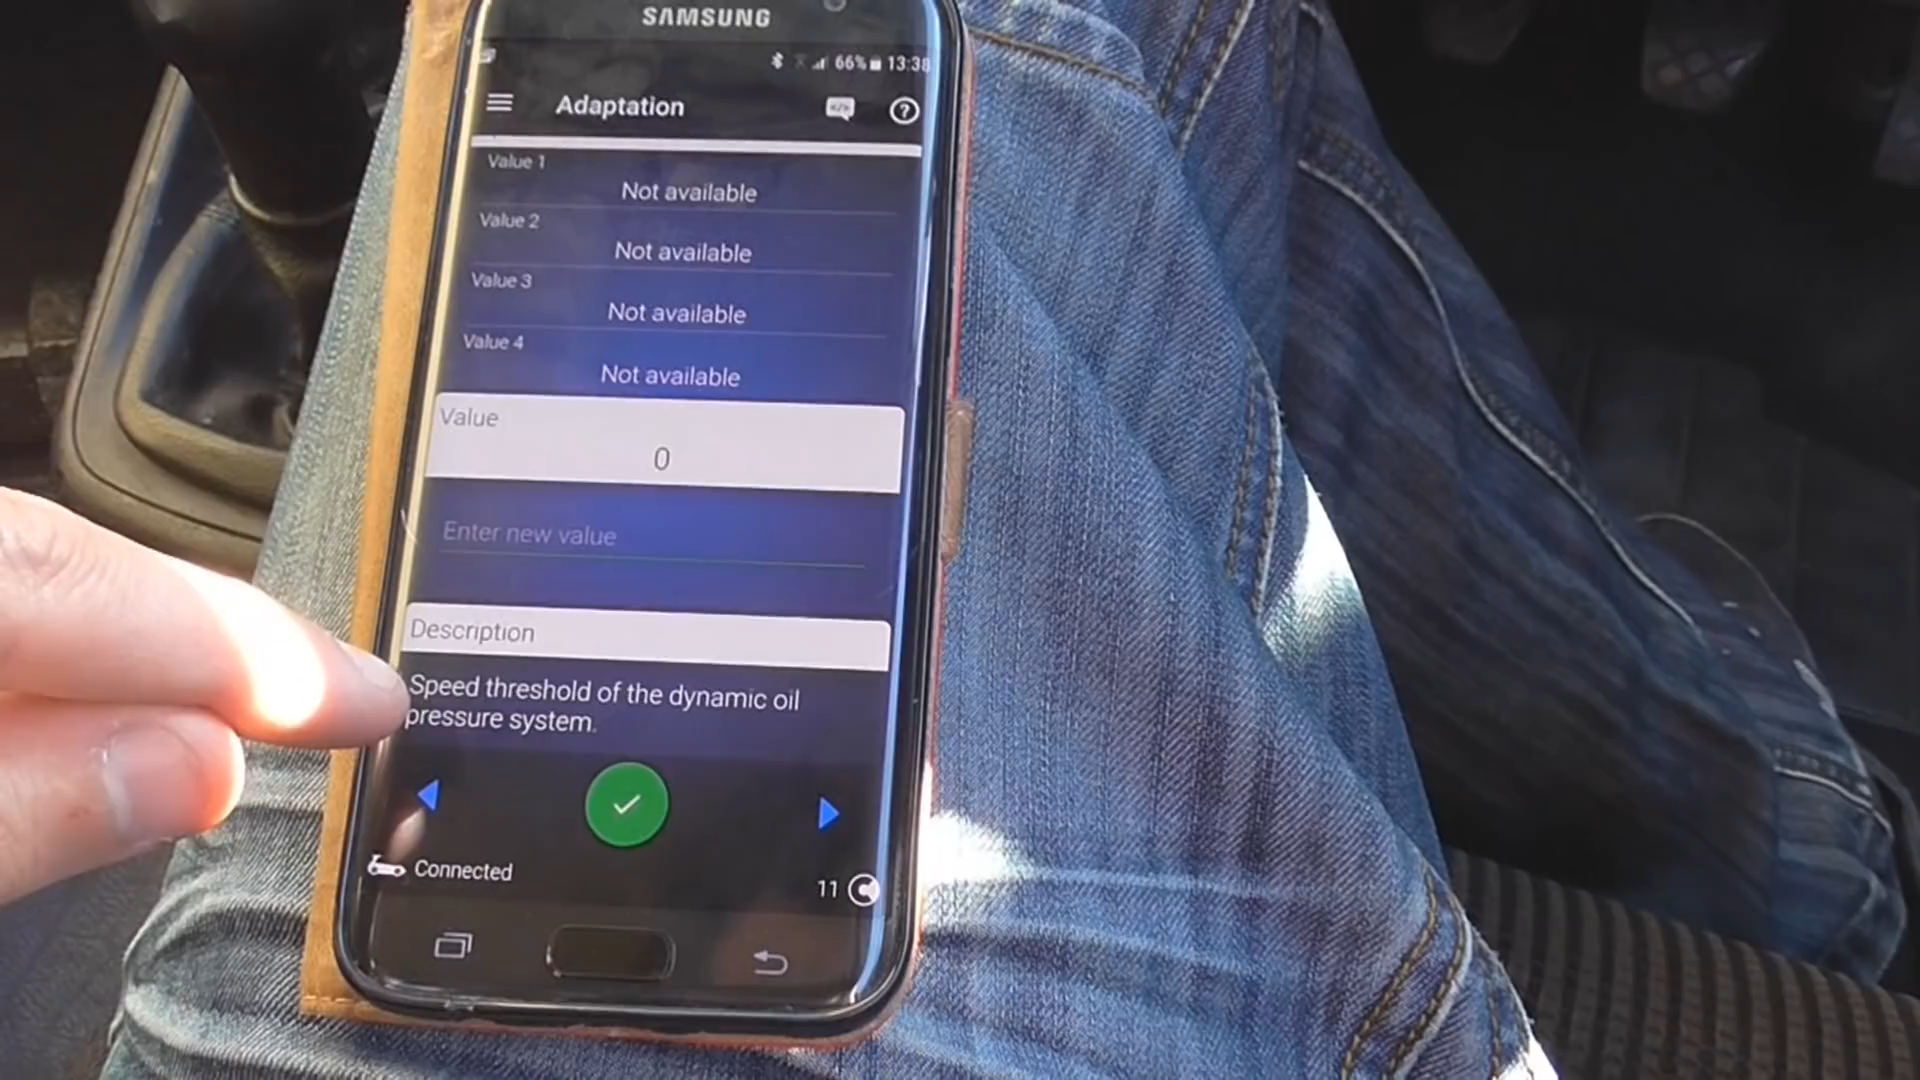 SAMSUNG
66% 13:38
Adaptation
Value 1
Not available
Value 2
Not available
Value 3
Not available
Value 4
Not available
Value
0
Enter new value
Description
Speed threshold of the dynamic oil
pressure system.
Connected
11